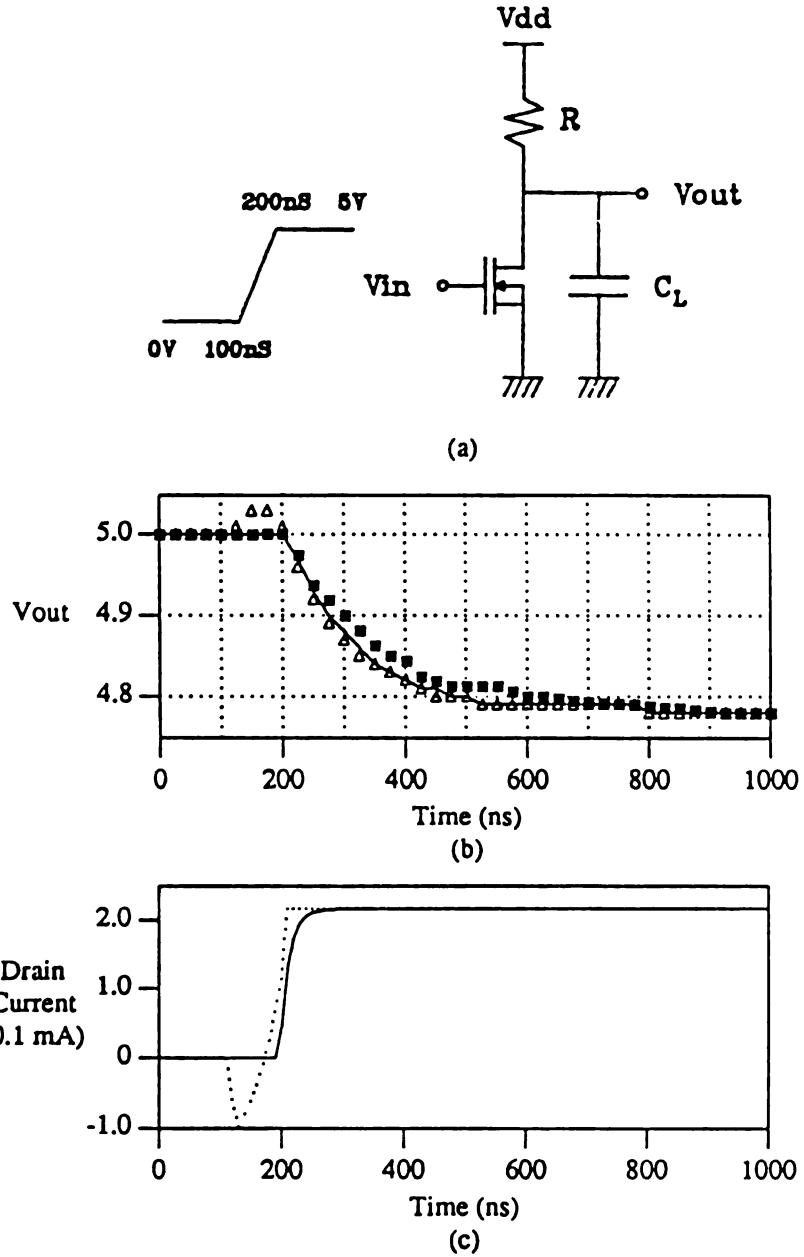 Vdd
R
200nS 5V
Vout
Vin
C_L
0V 100nS
(a)
5.0
Vout 4.9
4.8
0 200 400 600 800 1000
Time (ns)
(b)
2.0
Drain
1.0
Current
0.1 mA)
0
-1.0
0 200 400 600 800 1000
Time (ns)
(c)